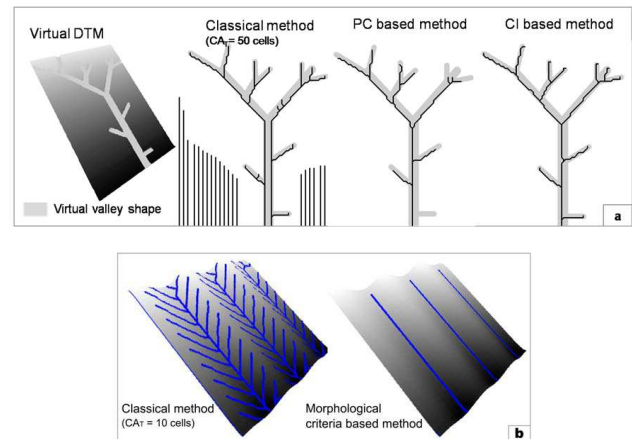 Virtual DTM
Classical method
(CAT = 50 cells)
PC based method
CI based method
Virtual valley shape
a
Classical method
(CAT = 10 cells)
Morphological
criteria based method
b